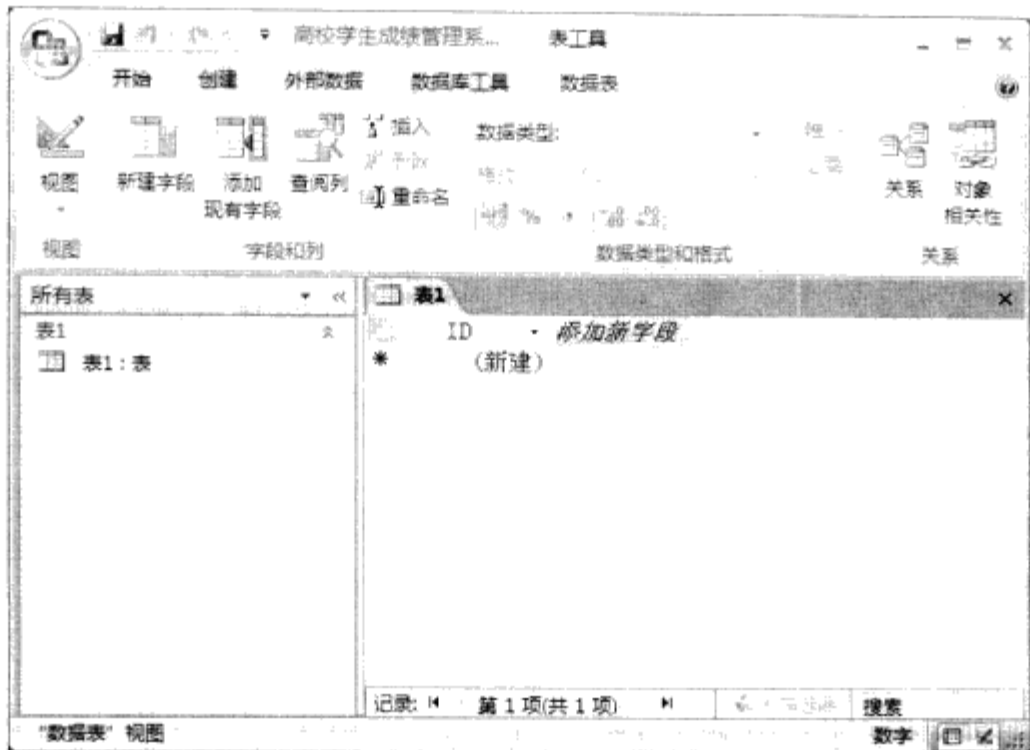 高校学生成绩管理系... 表工具
开始 创建 外部数据 数据库工具 数据表
视图
新建字段
添加
现有字段
查阅列
插入
重命名
数据类型:
关系
对象
相关性
视图 字段和列 数据类型和格式 关系
所有表
表1
表1 : 表
表1
ID 添加新字段
* (新建)
记录: 第 1 项(共 1 项) 搜索
"数据表" 视图 数字